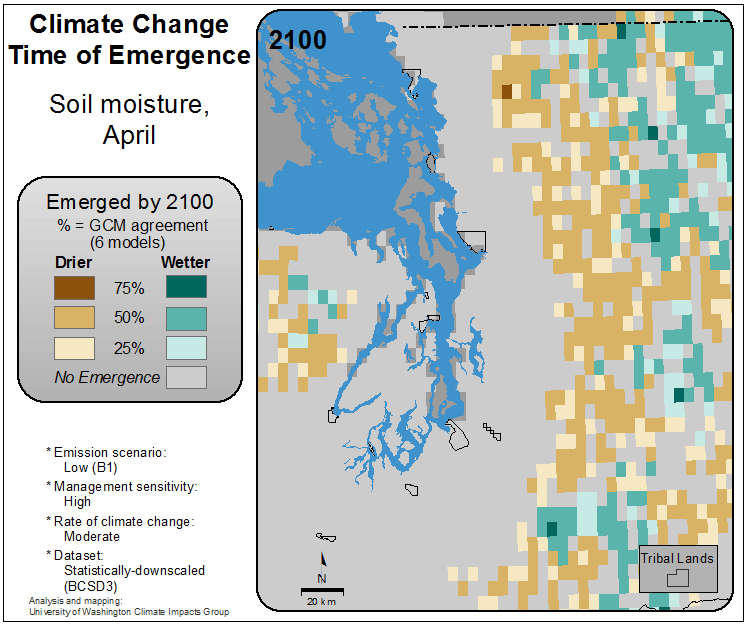 Climate Change
Time of Emergence
Soil moisture,
April
Emerged by 2100
% = GCM agreement
(6 models)
Drier
Wetter
75%
50%
25%
No Emergence
* Emission scenario:
Low (B1)
* Management sensitivity:
High
* Rate of climate change:
Moderate
* Dataset:
Statistically-downscaled
(BCSD3)
Analysis and mapping:
University of Washington Climate Impacts Group
2100
N
20 km
Tribal Lands